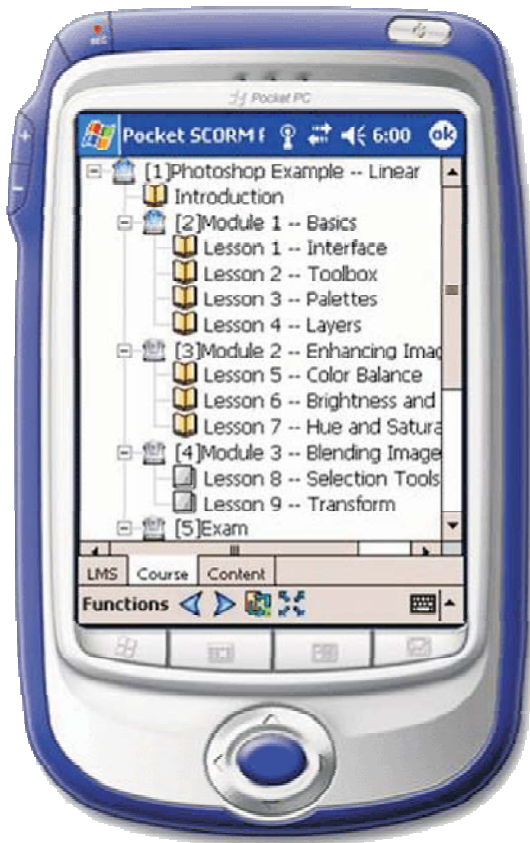 REC
Pocket PC
Pocket SCORM F 6:00 ok
[1]Photoshop Example -- Linear
Introduction
[2]Module 1 -- Basics
Lesson 1 -- Interface
Lesson 2 -- Toolbox
Lesson 3 -- Palettes
Lesson 4 -- Layers
[3]Module 2 -- Enhancing Imag
Lesson 5 -- Color Balance
Lesson 6 -- Brightness and
Lesson 7 -- Hue and Satura
[4]Module 3 -- Blending Image
Lesson 8 -- Selection Tools
Lesson 9 -- Transform
[5]Exam
LMS Course Content
Functions